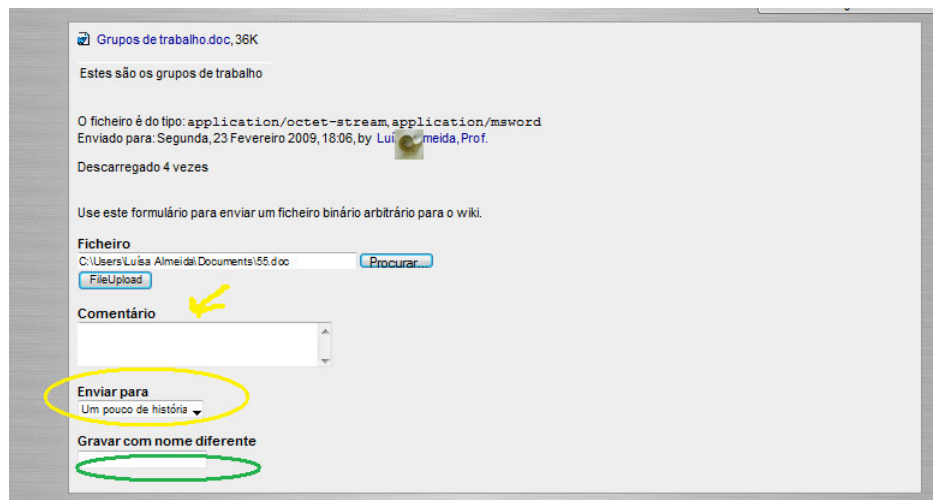 Grupos de trabalho.doc, 36K
Estes são os grupos de trabalho
O ficheiro é do tipo: application/octet-stream, application/msword
Enviado para: Segunda, 23 Fevereiro 2009, 18:06, by Luí meida, Prof.
Descarregado 4 vezes
Use este formulário para enviar um ficheiro binário arbitrário para o wiki.
Ficheiro
C:\Users\Luísa Almeida\Documents\55.doc Procurar...
FileUpload
Comentário
Enviar para
Um pouco de história
Gravar com nome diferente